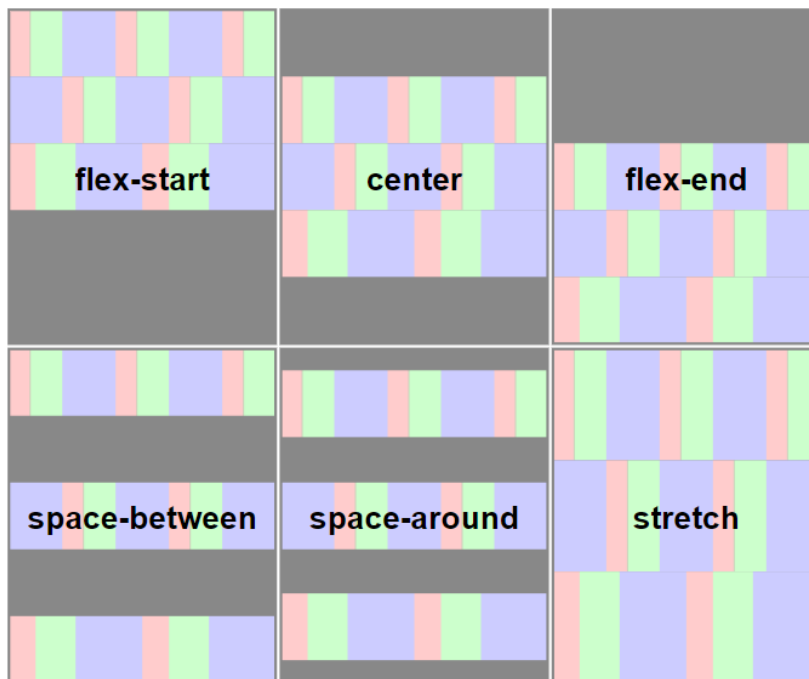 flex-start
center
flex-end
space-between
space-around
stretch